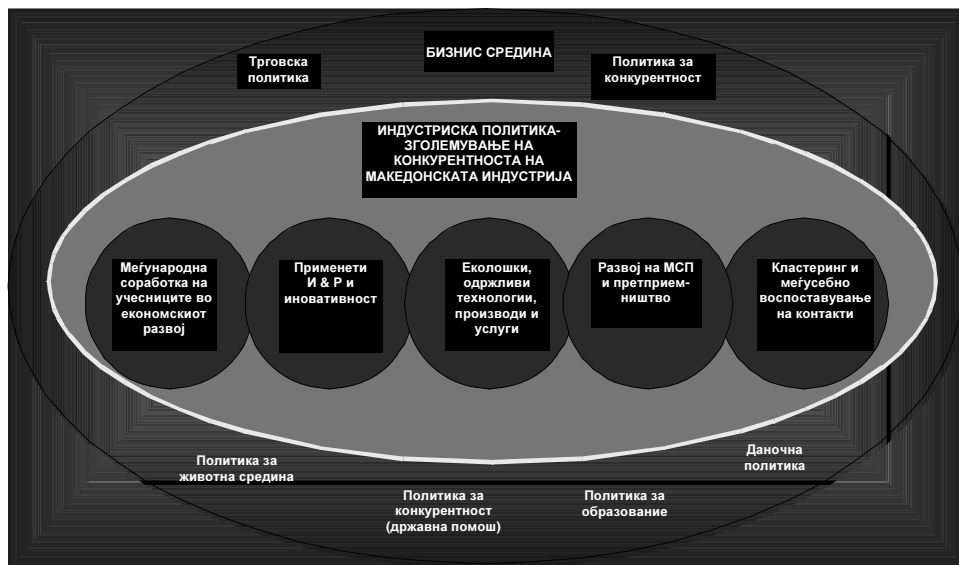 БИЗНИС СРЕДИНА
Трговска
политика
Политика за
конкурентност
ИНДУСТРИСКА ПОЛИТИКА-
ЗГОЛЕМУВАЊЕ НА
КОНКУРЕНТНОСТА НА
МАКЕДОНСКАТА ИНДУСТРИЈА
Меѓународна
соработка на
учесниците во
економскиот
развој
Применети
И & Р и
иновативност
Еколошки,
одржливи
технологии,
производи и
услуги
Развој на МСП
и претприем-
ништво
Кластеринг и
меѓусебно
воспоставување
на контакти
Политика за
животна средина
Политика за
конкурентност
(државна помош)
Политика за
образование
Даночна
политика